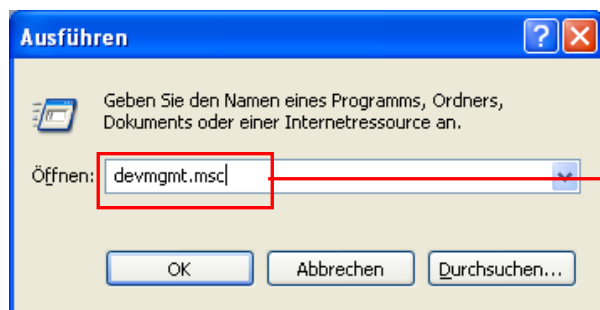 Ausführen
Geben Sie den Namen eines Programms, Ordners,
Dokuments oder einer Internetressource an.
Öffnen: devmgmt.msc
OK Abbrechen Durchsuchen...